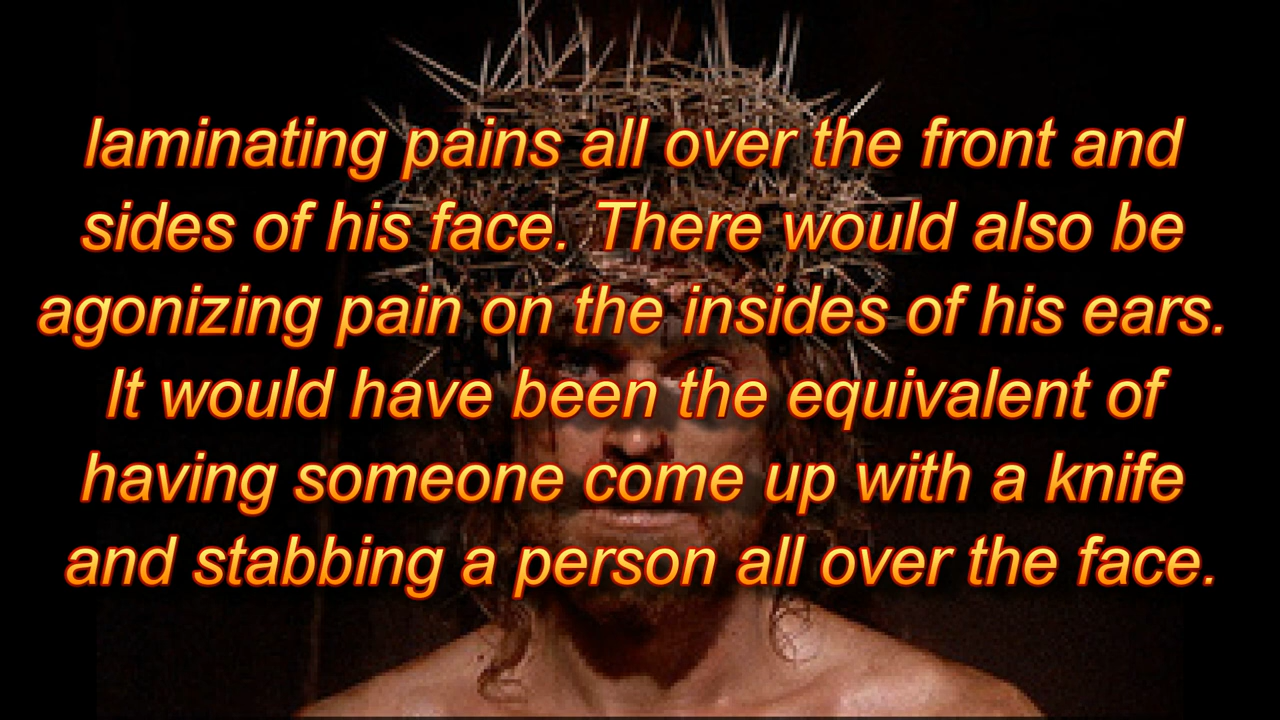 laminating pains all over the front and
sides of his face. There would also be
agonizing pain on the insides of his ears.
It would have been the equivalent of
having someone come up with a knife
and stabbing a person all over the face.